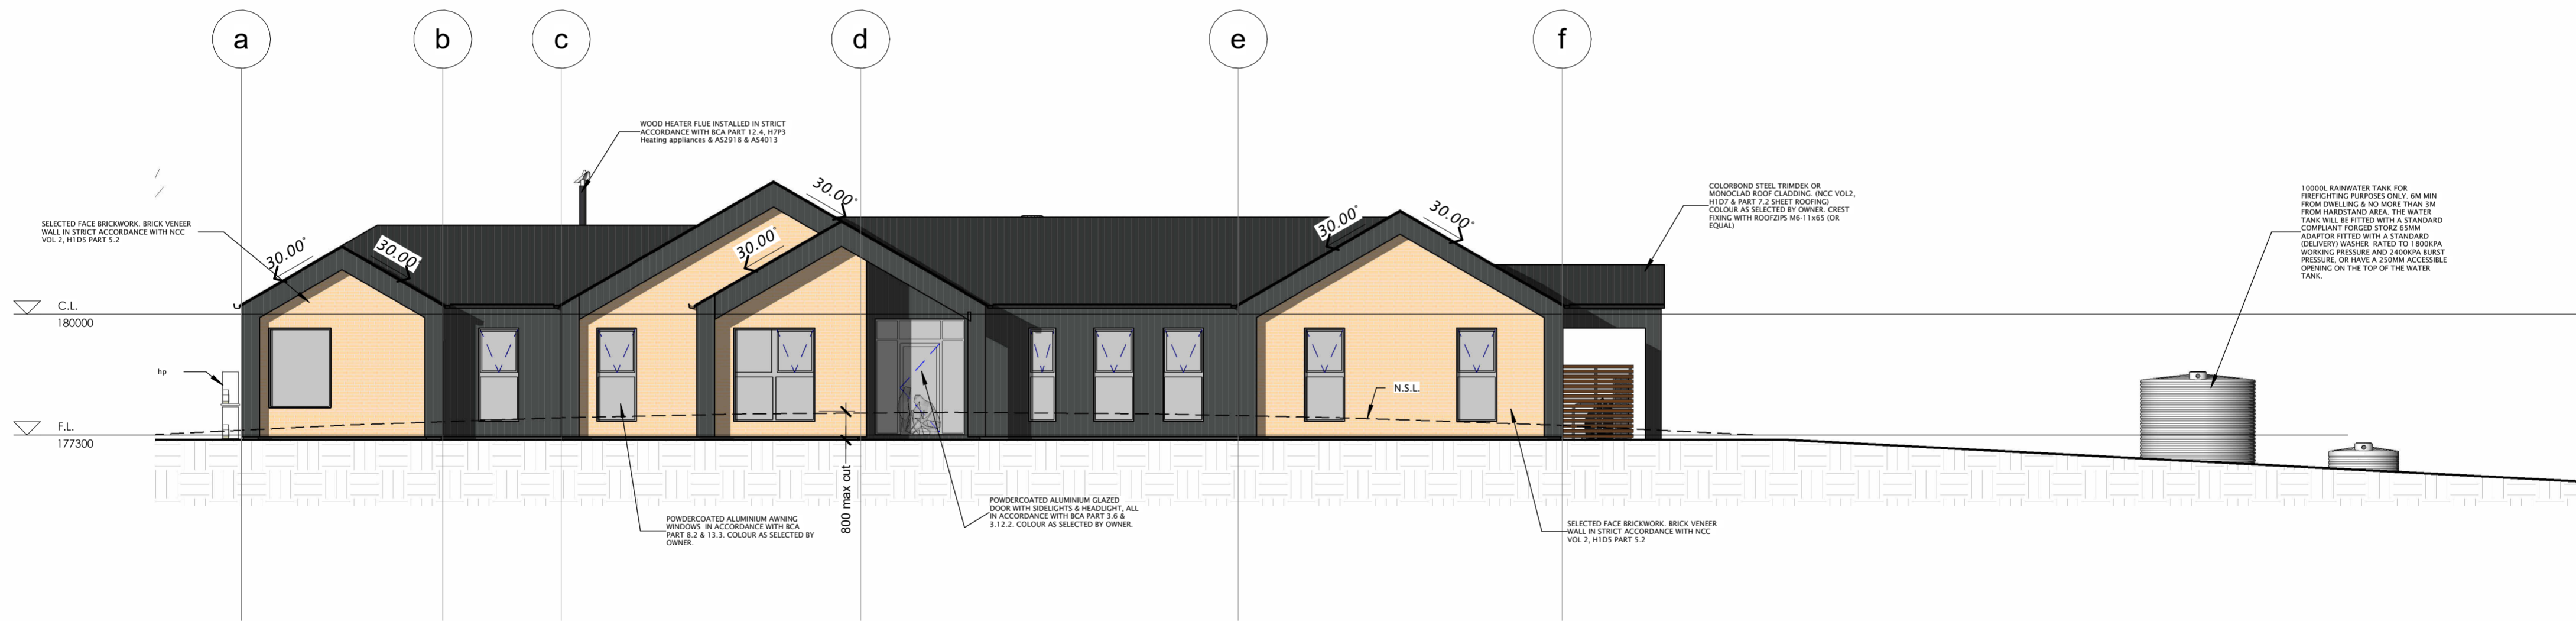 a
b
c
d
e
f
WOOD HEATER FLUE INSTALLED IN STRICT
ACCORDANCE WITH BCA PART 12.4, H7P3
Heating appliances & AS2918 & AS4013
SELECTED FACE BRICKWORK. BRICK VENEER
WALL IN STRICT ACCORDANCE WITH NCC
VOL 2, H1D5 PART 5.2
30.00°
30.00°
30.00°
30.00°
30.00°
30.00°
COLORBOND STEEL TRIMDEK OR
MONOCLAD ROOF CLADDING. (NCC VOL2,
H1D7 & PART 7.2 SHEET ROOFING)
COLOUR AS SELECTED BY OWNER. CREST
FIXING WITH ROOFZIPS M6-11x65 (OR
EQUAL)
10000L RAINWATER TANK FOR
FIREFIGHTING PURPOSES ONLY. 6M MIN
FROM DWELLING & NO MORE THAN 3M
FROM HARDSTAND AREA. THE WATER
TANK WILL BE FITTED WITH A STANDARD
COMPLIANT FORGED STORZ 65MM
ADAPTOR FITTED WITH A STANDARD
(DELIVERY) WASHER RATED TO 1800KPA
WORKING PRESSURE AND 2400KPA BURST
PRESSURE, OR HAVE A 250MM ACCESSIBLE
OPENING ON THE TOP OF THE WATER
TANK.
C.L.
180000
hp
N.S.L.
F.L.
177300
800 max cut
POWDERCOATED ALUMINIUM AWNING
WINDOWS IN ACCORDANCE WITH BCA
PART 8.2 & 13.3. COLOUR AS SELECTED BY
OWNER.
POWDERCOATED ALUMINIUM GLAZED
DOOR WITH SIDELIGHTS & HEADLIGHT, ALL
IN ACCORDANCE WITH BCA PART 3.6 &
3.12.2. COLOUR AS SELECTED BY OWNER.
SELECTED FACE BRICKWORK. BRICK VENEER
WALL IN STRICT ACCORDANCE WITH NCC
VOL 2, H1D5 PART 5.2